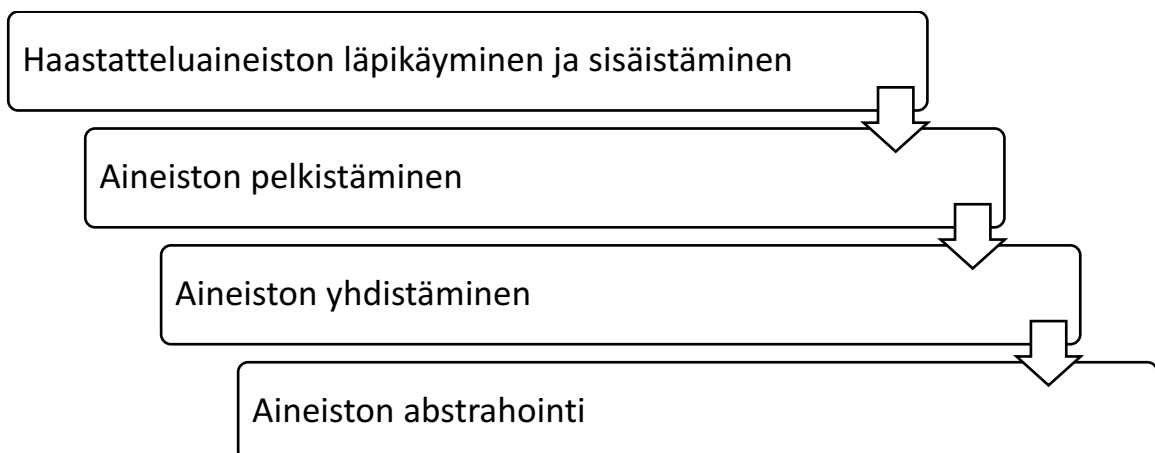 Haastatteluaineiston läpikäyminen ja sisäistäminen
Aineiston pelkistäminen
Aineiston yhdistäminen
Aineiston abstrahointi